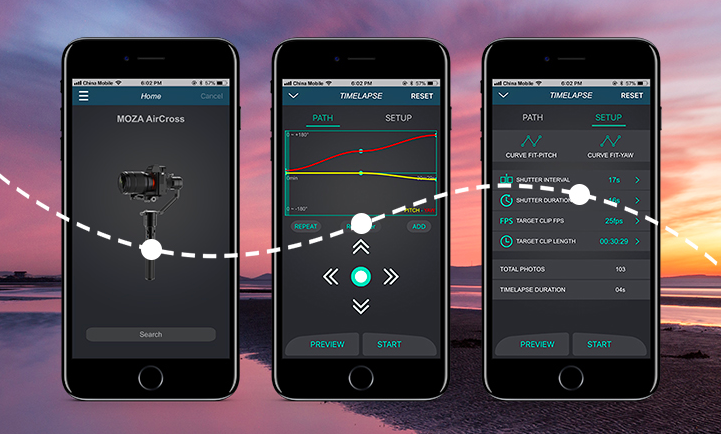 China Mobile 6:02 PM 57%
Home Cancel
MOZA AirCross
Search
China Mobile 6:02 PM 57%
TIMELAPSE RESET
PATH SETUP
+180°
0min
-180°
PITCH
REPEAT ADD
PREVIEW START
China Mobile 6:02 PM 57%
TIMELAPSE RESET
PATH SETUP
CURVE FIT-PITCH CURVE FIT-YAW
SHUTTER INTERVAL 17s
SHUTTER DURATION
FPS TARGET CLIP FPS 25fps
TARGET CLIP LENGTH 00:30:29
TOTAL PHOTOS 103
TIMELAPSE DURATION 04s
PREVIEW START